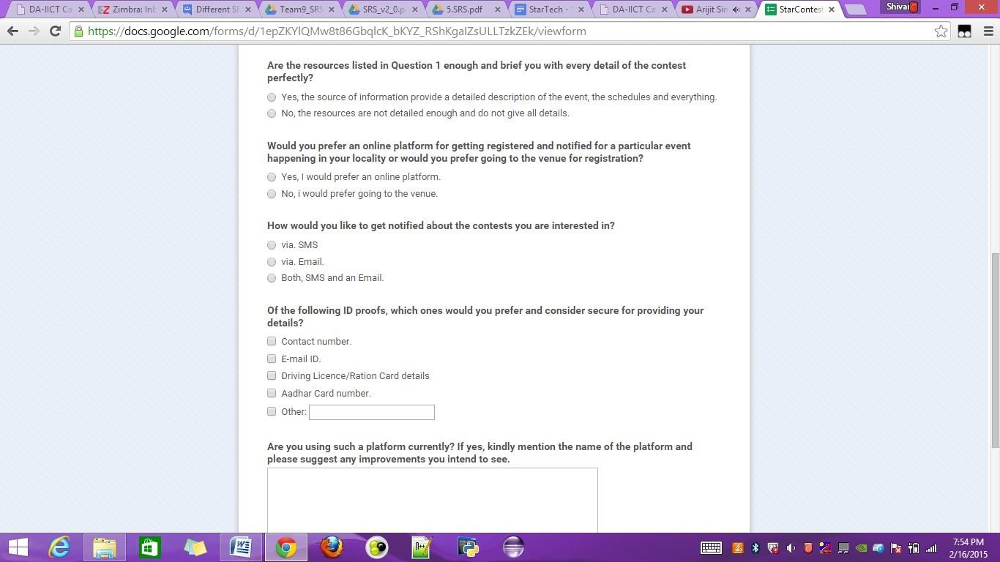 DA-IICT Ca
Zimbra: Inb
Different S
Team9_SRS
SRS_v2_0.p
5.SRS.pdf
StarTech -
DA-IICT Ca
Arijit Sin
StarContest
Shivani
https://docs.google.com/forms/d/1epZKYlQMw8t86GbqlcK_bKYZ_RShKgaIZsULLTzkZEk/viewform
Are the resources listed in Question 1 enough and brief you with every detail of the contest
perfectly?
Yes, the source of information provide a detailed description of the event, the schedules and everything.
No, the resources are not detailed enough and do not give all details.
Would you prefer an online platform for getting registered and notified for a particular event
happening in your locality or would you prefer going to the venue for registration?
Yes, I would prefer an online platform.
No, i would prefer going to the venue.
How would you like to get notified about the contests you are interested in?
via. SMS
via. Email.
Both, SMS and an Email.
Of the following ID proofs, which ones would you prefer and consider secure for providing your
details?
Contact number.
E-mail ID.
Driving Licence/Ration Card details
Aadhar Card number.
Other:
Are you using such a platform currently? If yes, kindly mention the name of the platform and
please suggest any improvements you intend to see.
7:54 PM
2/16/2015